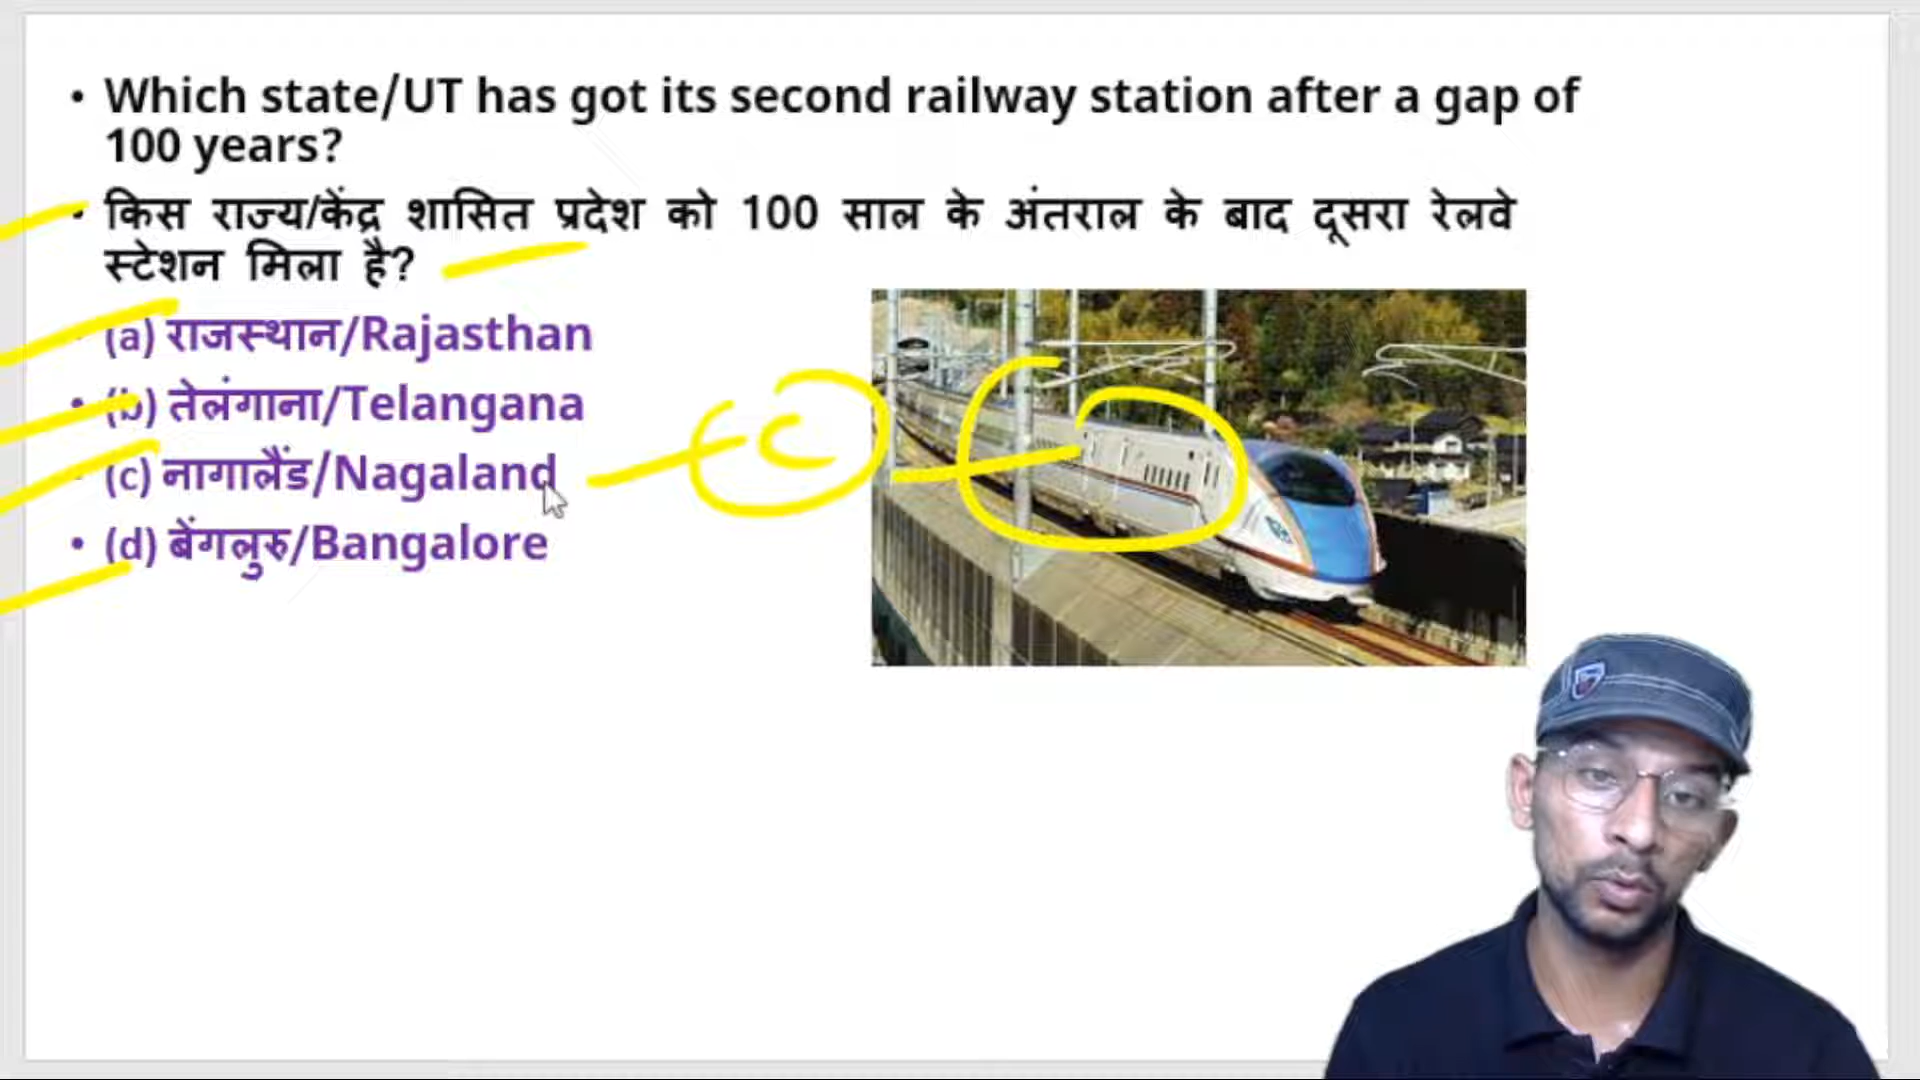 • Which state/UT has got its second railway station after a gap of
100 years?
• किस राज्य/केंद्र शासित प्रदेश को 100 साल के अंतराल के बाद दूसरा रेलवे
स्टेशन मिला है?
• (a) राजस्थान/Rajasthan
• (b) तेलंगाना/Telangana
• (c) नागालैंड/Nagaland
• (d) बेंगलुरु/Bangalore
C